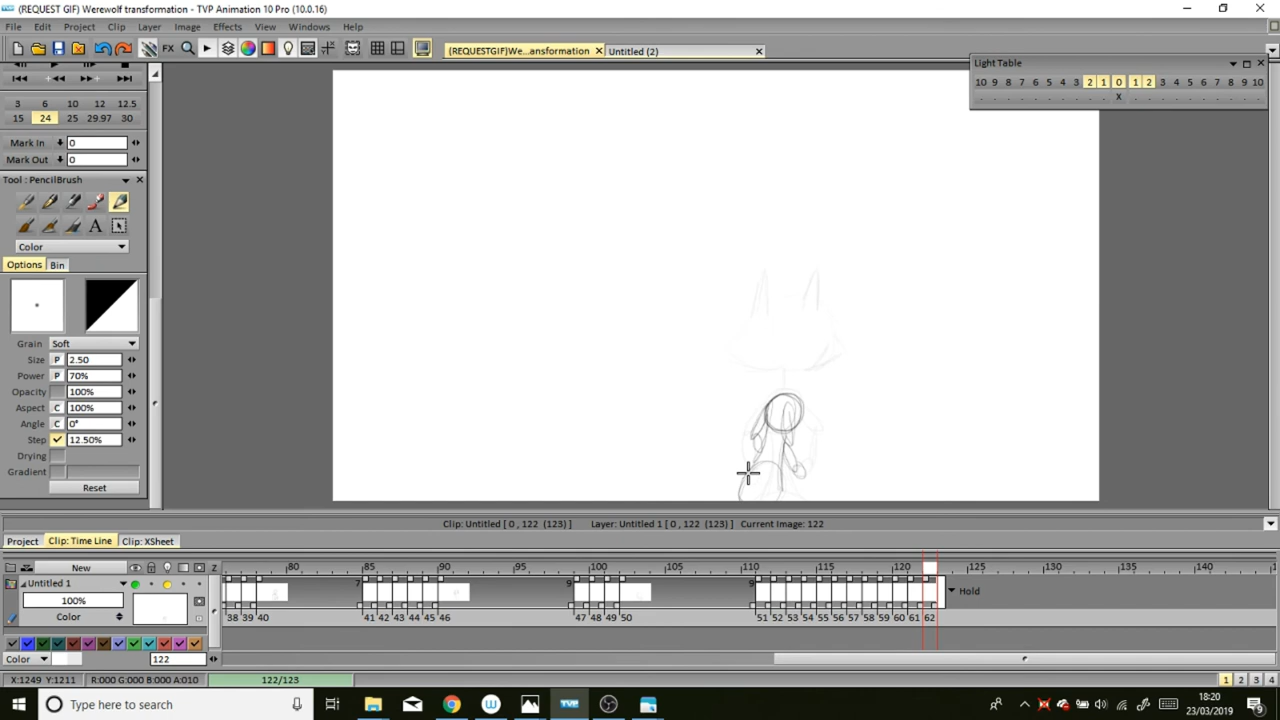 (REQUEST GIF) Werewolf transformation - TVP Animation 10 Pro (10.0.16)
File Edit Project Clip Layer Image Effects View Windows Help
FX
(REQUESTGIF)We...ansformation × Untitled (2) ×
Light Table
10 9 8 7 6 5 4 3 2 1 0 1 2 3 4 5 6 7 8 9 10
X
3 6 10 12 12.5
15 24 25 29.97 30
Mark In 0
Mark Out 0
Tool : PencilBrush
A
Color
Options Bin
Grain Soft
Size P 2.50
Power P 70%
Opacity 100%
Aspect C 100%
Angle C 0°
Step 12.50%
Drying
Gradient
Reset
Clip: Untitled [ 0 , 122 (123) ] Layer: Untitled 1 [ 0 , 122 (123) ] Current Image: 122
Project Clip: Time Line Clip: XSheet
New Z 80 85 90 100 105 110 115 120 125 130 135 140 145
Untitled 1 7 9 9
100% Hold
Color 38 39 40 41 42 43 44 45 46 47 48 49 50 51 52 53 54 55 56 57 58 59 60 61 62
Color 122
X:1249 Y:1211 R:000 G:000 B:000 A:010 122/123 1 2 3 4
Type here to search TVP 18:20
23/03/2019